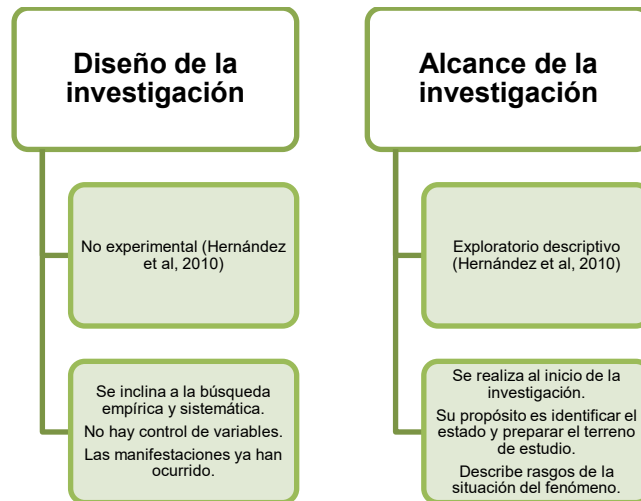 Diseño de la
investigación
No experimental (Hernández
et al, 2010)
Se inclina a la búsqueda
empírica y sistemática.
No hay control de variables.
Las manifestaciones ya han
ocurrido.
Alcance de la
investigación
Exploratorio descriptivo
(Hernández et al, 2010)
Se realiza al inicio de la
investigación.
Su propósito es identificar el
estado y preparar el terreno
de estudio.
Describe rasgos de la
situación del fenómeno.